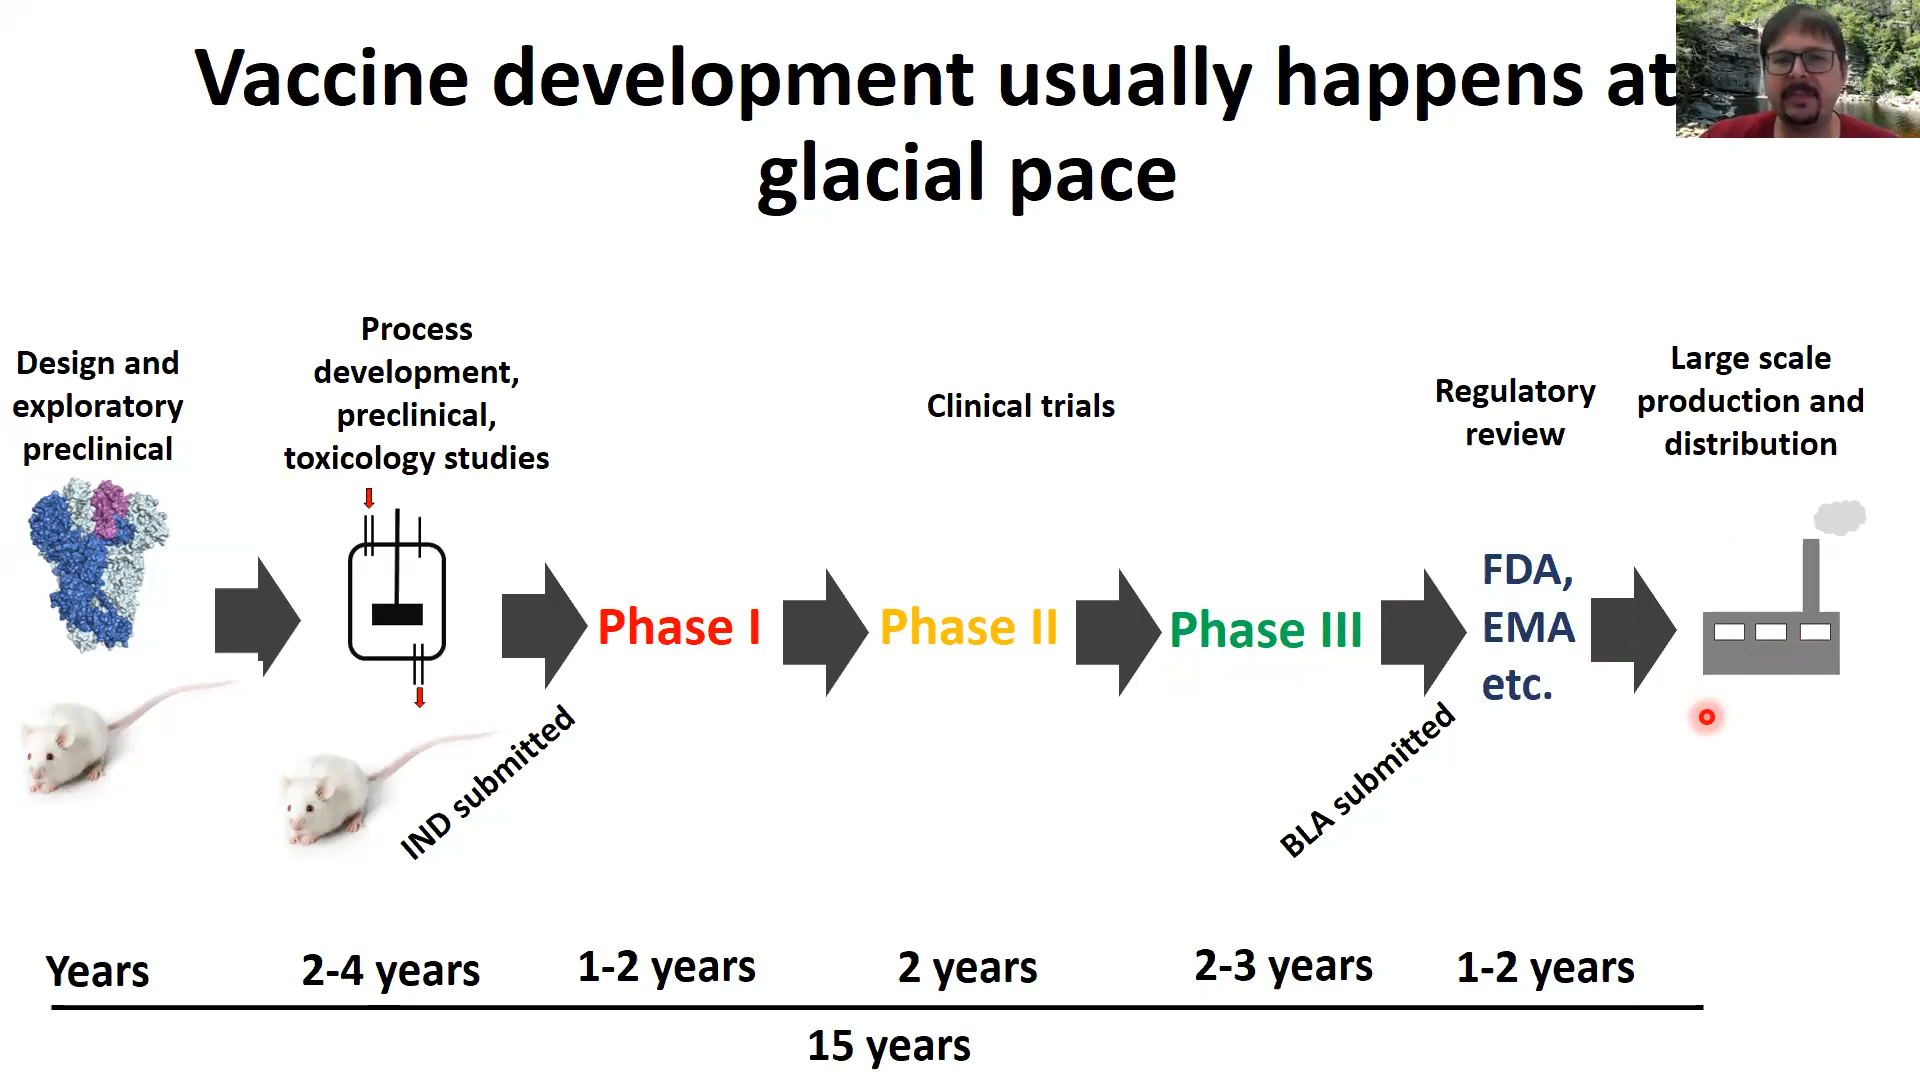 Vaccine development usually happens at
glacial pace
Design and
exploratory
preclinical
Process
development,
preclinical,
toxicology studies
Clinical trials
Regulatory
review
Large scale
production and
distribution
Phase I
Phase II
Phase III
FDA,
EMA
etc.
IND submitted
BLA submitted
Years
2-4 years
1-2 years
2 years
2-3 years
1-2 years
15 years